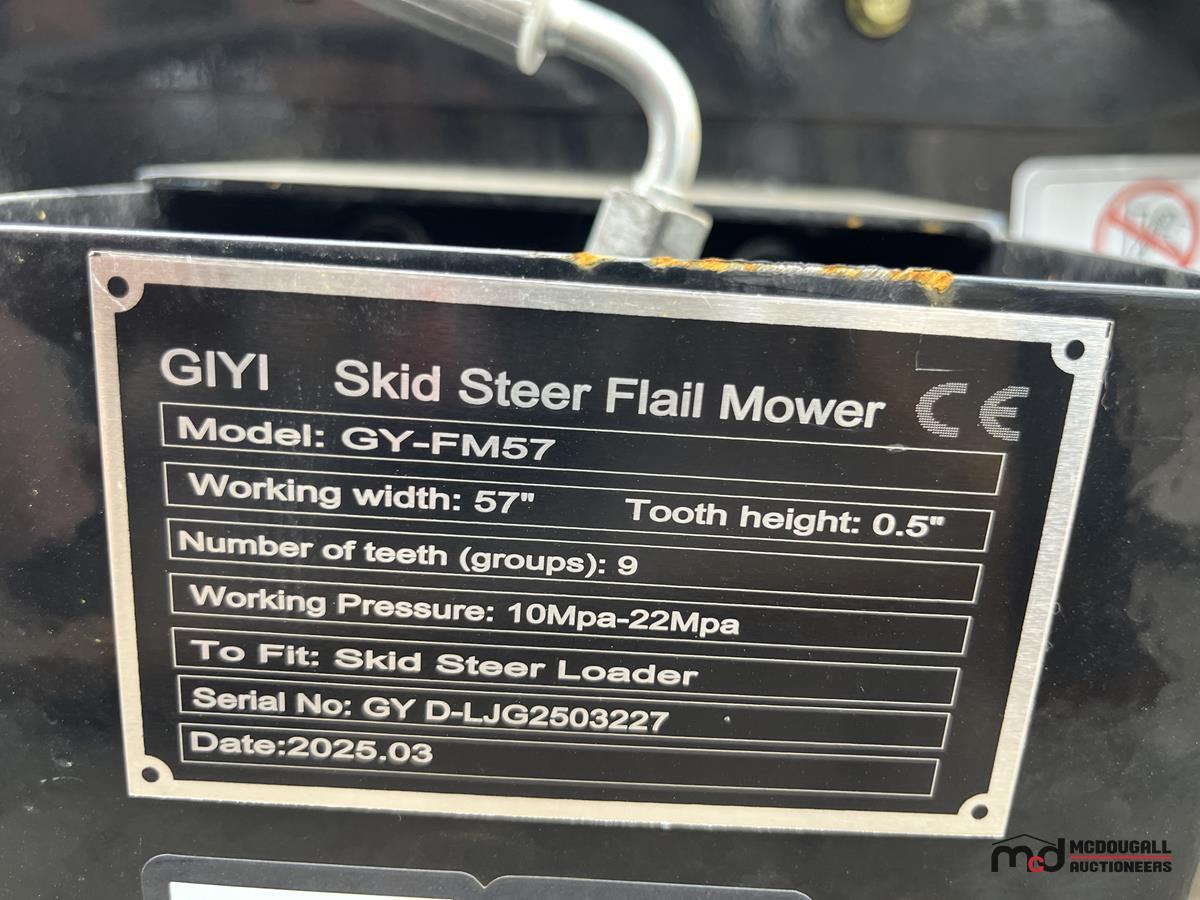 GIYI Skid Steer Flail Mower CE
Model: GY-FM57
Working width: 57" Tooth height: 0.5"
Number of teeth (groups): 9
Working Pressure: 10Mpa-22Mpa
To Fit: Skid Steer Loader
Serial No: GY D-LJG2503227
Date:2025.03
mcd MCDOUGALL
AUCTIONEERS